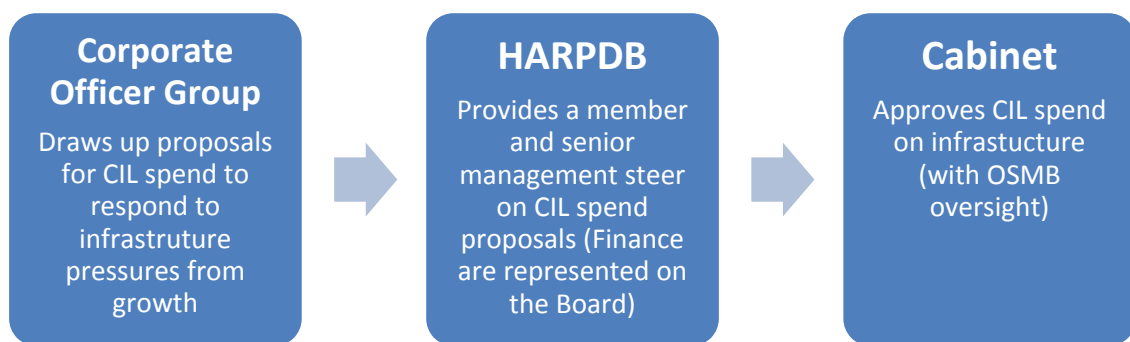 Corporate
Officer Group
Draws up proposals
for CIL spend to
respond to
infrastruture
pressures from
growth
HARPDB
Provides a member
and senior
management steer
on CIL spend
proposals (Finance
are represented on
the Board)
Cabinet
Approves CIL spend
on infrastucture
(with OSMB
oversight)